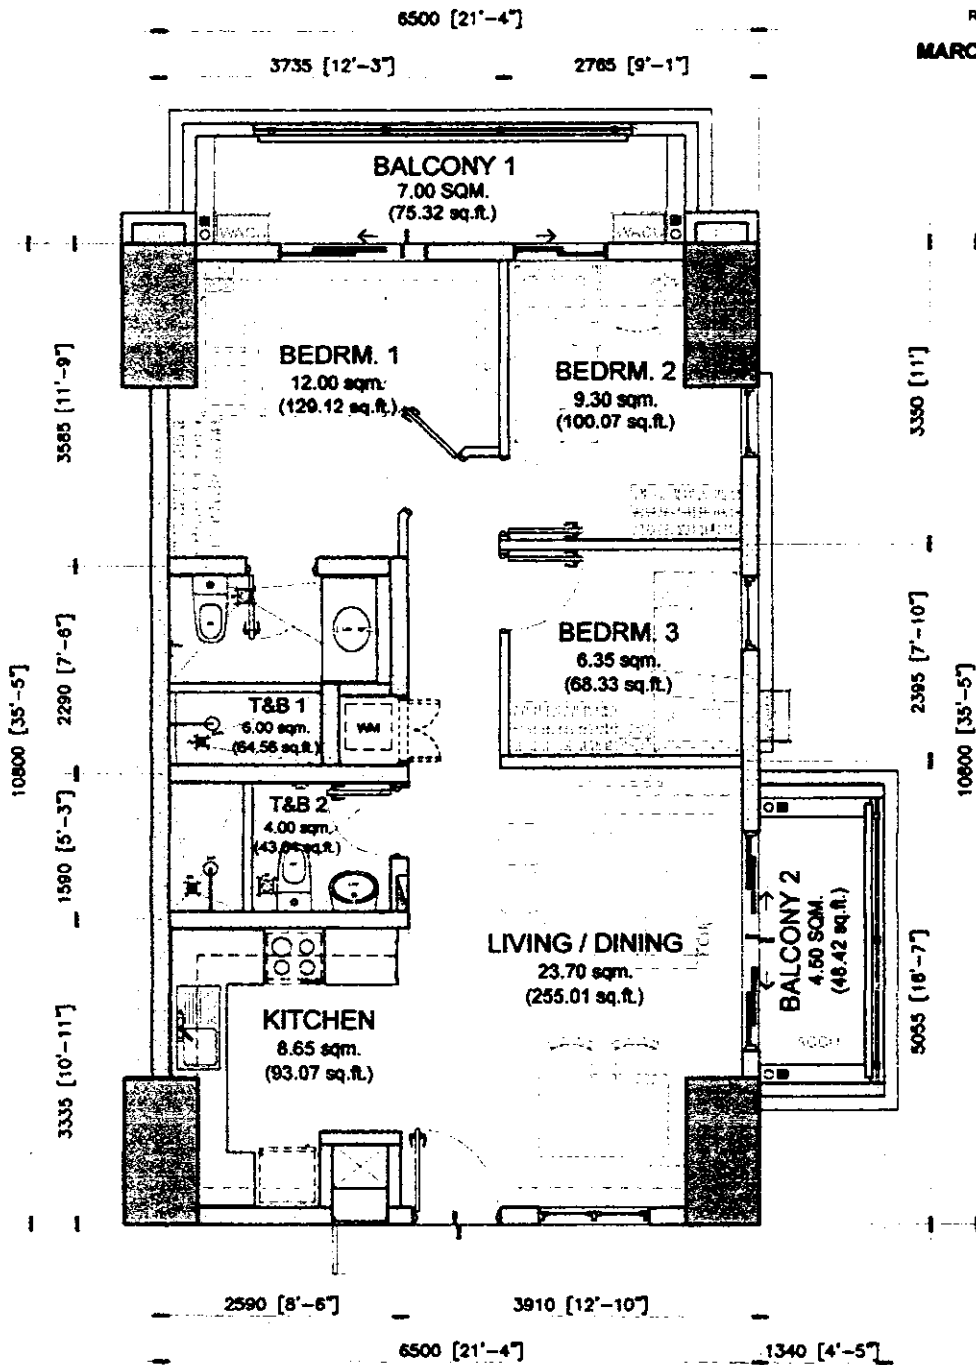 6500 [21'-4"]
R
MARC
3735 [12'-3"]
2765 [9'-1"]
BALCONY 1
7.00 SQM.
(75.32 sq.ft.)
BEDRM. 1
12.00 sqm.
(129.12 sq.ft.)
BEDRM. 2
9.30 sqm.
(100.07 sq.ft.)
3585 [11'-9"]
3350 [11']
BEDRM. 3
6.35 sqm.
(68.33 sq.ft.)
2290 [7'-6"]
2395 [7'-10"]
10800 [35'-5"]
10800 [35'-5"]
T&B 1
6.00 sqm.
(64.56 sq.ft.)
WM
T&B 2
4.00 sqm.
(43.04 sq.ft.)
1590 [5'-3"]
LIVING / DINING
23.70 sqm.
(255.01 sq.ft.)
BALCONY 2
4.50 SQM.
(48.42 sq.ft.)
5055 [16'-7"]
KITCHEN
8.65 sqm.
(93.07 sq.ft.)
3335 [10'-11"]
2590 [8'-6"]
3910 [12'-10"]
6500 [21'-4"]
1340 [4'-5"]